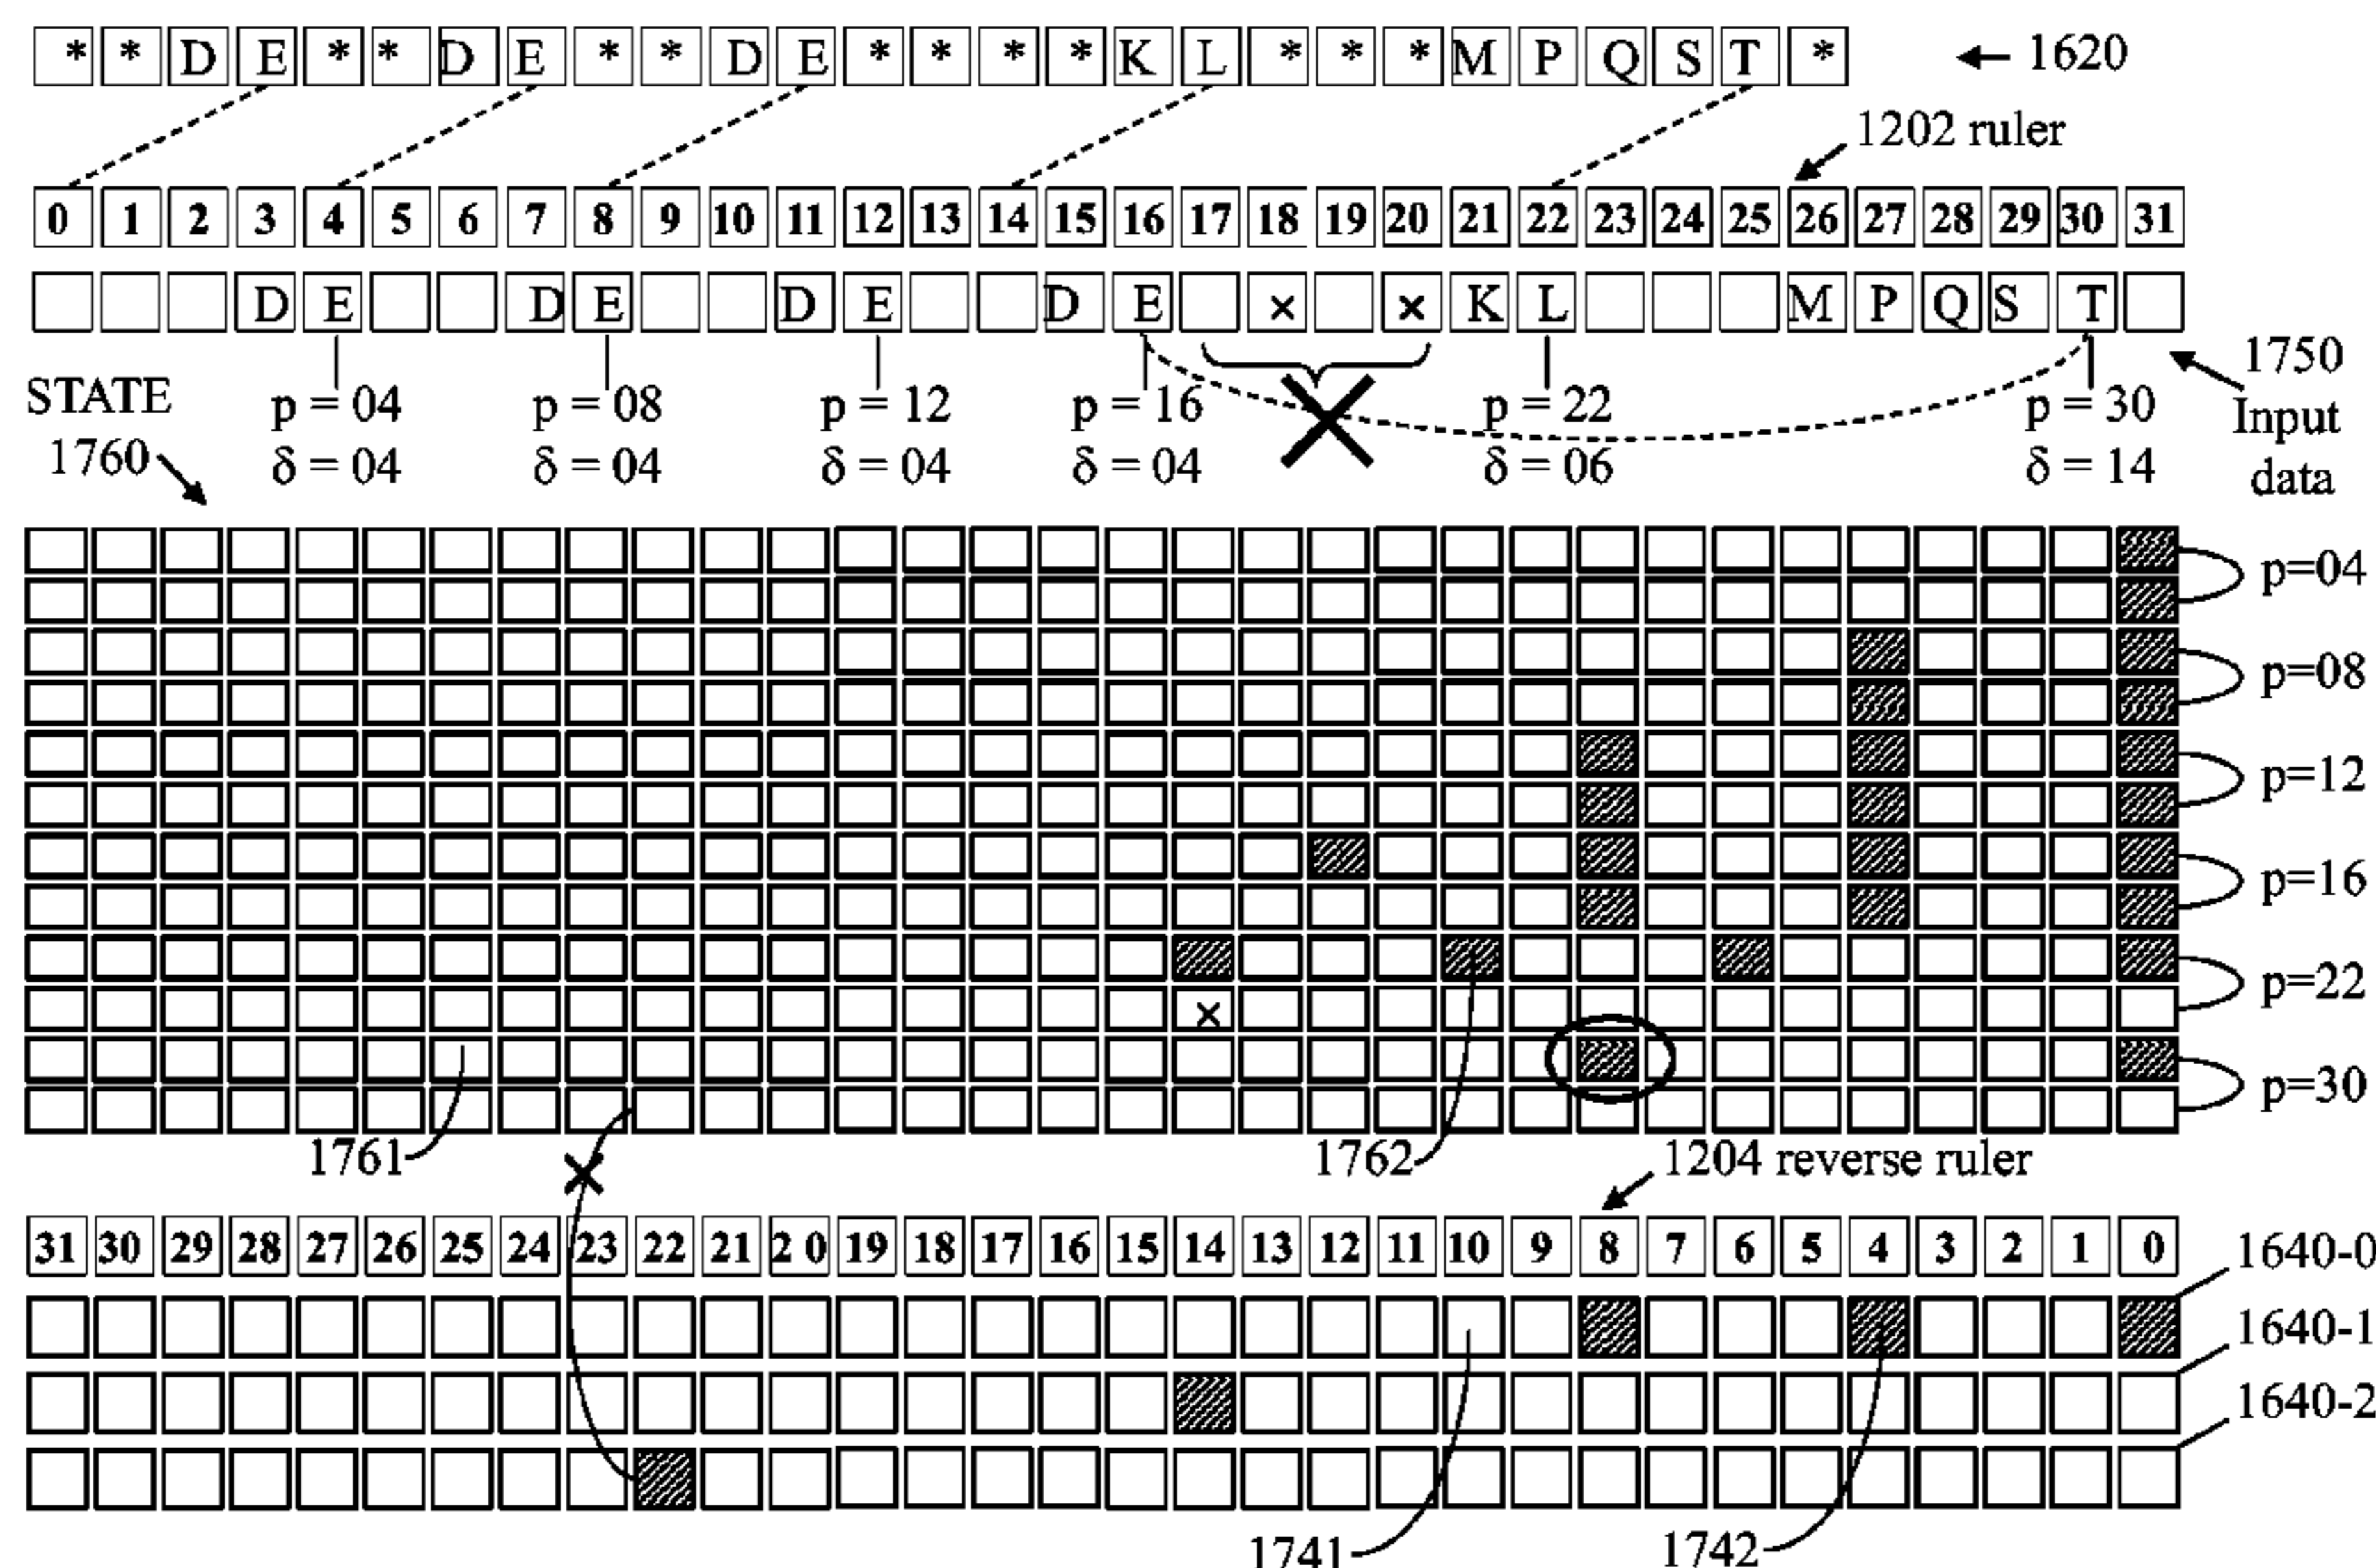 * * D E * * D E * * D E * * * * K L * * * M P Q S T * 1620
1202 ruler
0 1 2 3 4 5 6 7 8 9 10 11 12 13 14 15 16 17 18 19 20 21 22 23 24 25 26 27 28 29 30 31
D E D E D E D E × × K L M P Q S T
1750
Input
data
STATE
1760
p = 04 p = 08 p = 12 p = 16 p = 22 p = 30
δ = 04 δ = 04 δ = 04 δ = 04 δ = 06 δ = 14
p=04
p=08
p=12
p=16
p=22
×
p=30
1761 1762 1204 reverse ruler
31 30 29 28 27 26 25 24 23 22 21 2 0 19 18 17 16 15 14 13 12 11 10 9 8 7 6 5 4 3 2 1 0
1640-0
1640-1
1640-2
1741 1742